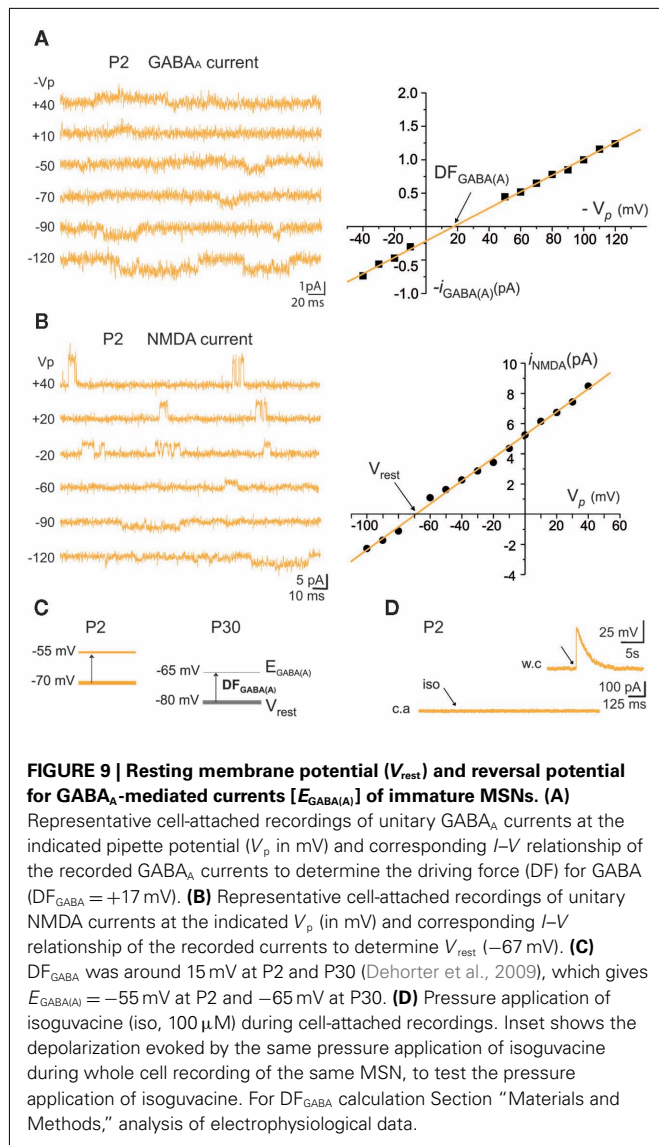 A
P2 GABAA current
-Vp
+40
+10
-50
-70
-90
-120
1pA
20 ms
2.0
1.5
1.0
0.5
-0.5
-1.0
DFGABA(A)
- Vp (mV)
-40 -20 0 20 40 60 80 100 120
-iGABA(A)(pA)
B
P2 NMDA current
Vp
+40
+20
-20
-60
-90
-120
5 pA
10 ms
iNMDA(pA)
10
8
6
4
2
-2
-4
Vrest
Vp (mV)
-100 -80 -60 -40 -20 0 20 40 60
C
P2
-55 mV
-70 mV
P30
-65 mV
EGABA(A)
DFGABA(A)
-80 mV
Vrest
D
P2
25 mV
5s
w.c
iso
100 pA
125 ms
c.a
FIGURE 9 | Resting membrane potential (Vrest) and reversal potential
for GABAA-mediated currents [EGABA(A)] of immature MSNs. (A)
Representative cell-attached recordings of unitary GABAA currents at the
indicated pipette potential (Vp in mV) and corresponding I–V relationship of
the recorded GABAA currents to determine the driving force (DF) for GABA
(DFGABA = +17 mV). (B) Representative cell-attached recordings of unitary
NMDA currents at the indicated Vp (in mV) and corresponding I–V
relationship of the recorded currents to determine Vrest (−67 mV). (C)
DFGABA was around 15 mV at P2 and P30 (Dehorter et al., 2009), which gives
EGABA(A) = −55 mV at P2 and −65 mV at P30. (D) Pressure application of
isoguvacine (iso, 100 μM) during cell-attached recordings. Inset shows the
depolarization evoked by the same pressure application of isoguvacine
during whole cell recording of the same MSN, to test the pressure
application of isoguvacine. For DFGABA calculation Section “Materials and
Methods,” analysis of electrophysiological data.